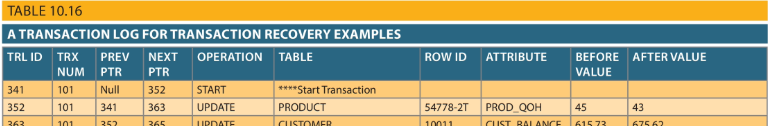 TABLE 10.16
A TRANSACTION LOG FOR TRANSACTION RECOVERY EXAMPLES
TRL ID TRX NUM PREV PTR NEXT PTR OPERATION TABLE ROW ID ATTRIBUTE BEFORE VALUE AFTER VALUE
341 101 Null 352 START ****Start Transaction
352 101 341 363 UPDATE PRODUCT 54778-2T PROD_QOH 45 43
363 101 352 365 UPDATE CUSTOMER 10011 CUST_BALANCE 615.73 675.62